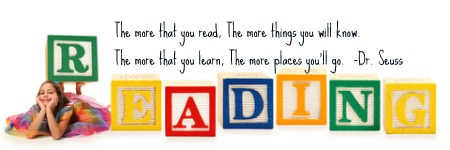 The more that you read, The more things you will know.
The more that you learn, The more places you'll go. -Dr. Seuss
READING